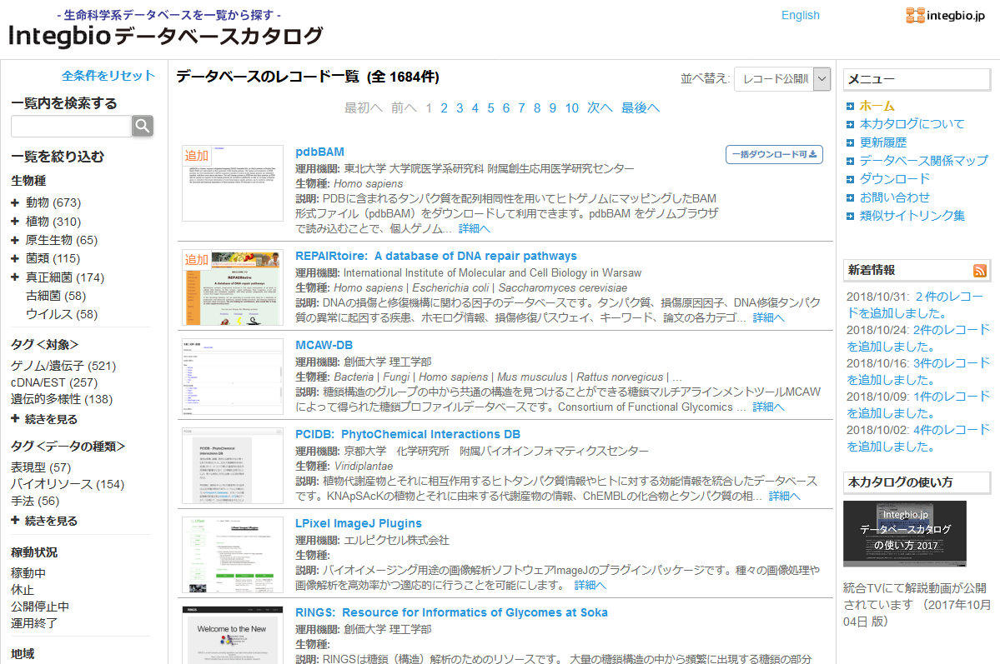 - 生命科学系データベースを一覧から探す -
Integbioデータベースカタログ
English
integbio.jp
全条件をリセット
一覧内を検索する
一覧を絞り込む
生物種
動物 (673)
植物 (310)
原生生物 (65)
菌類 (115)
真正細菌 (174)
古細菌 (58)
ウイルス (58)
タグ<対象>
ゲノム/遺伝子 (521)
cDNA/EST (257)
遺伝的多様性 (138)
続きを見る
タグ<データの種類>
表現型 (57)
バイオリソース (154)
手法 (56)
続きを見る
稼動状況
稼動中
休止
公開停止中
運用終了
地域
データベースのレコード一覧 (全 1684件)
並べ替え:
レコード公開順
最初へ 前へ 1 2 3 4 5 6 7 8 9 10 次へ 最後へ
追加
pdbBAM
一括ダウンロード可
運用機関: 東北大学 大学院医学系研究科 附属創生応用医学研究センター
生物種: Homo sapiens
説明: PDBに含まれるタンパク質を配列相同性を用いてヒトゲノムにマッピングしたBAM
形式ファイル（pdbBAM）をダウンロードして利用できます。pdbBAM をゲノムブラウザ
で読み込むことで、個人ゲノム... 詳細へ
追加
WELCOME TO
REPAIRtoire
A database of DNA repair pathways
REPAIRtoire: A database of DNA repair pathways
運用機関: International Institute of Molecular and Cell Biology in Warsaw
生物種: Homo sapiens | Escherichia coli | Saccharomyces cerevisiae
説明: DNAの損傷と修復機構に関わる因子のデータベースです。タンパク質、損傷原因因子、DNA修復タンパク
質の異常に起因する疾患、ホモログ情報、損傷修復パスウェイ、キーワード、論文の各カテゴ... 詳細へ
MCAW-DB
運用機関: 創価大学 理工学部
生物種: Bacteria | Fungi | Homo sapiens | Mus musculus | Rattus norvegicus | ...
説明: 糖鎖構造のグループの中から共通の構造を見つけることができる糖鎖マルチアラインメントツールMCAW
によって得られた糖鎖プロファイルデータベースです。Consortium of Functional Glycomics ... 詳細へ
PCIDB - PhytoChemical
Interactions DB
PCIDB: PhytoChemical Interactions DB
運用機関: 京都大学　化学研究所　附属バイオインフォマティクスセンター
生物種: Viridiplantae
説明: 植物代謝産物とそれに相互作用するヒトタンパク質情報やヒトに対する効能情報を統合したデータベース
です。KNApSAcKの植物とそれに由来する代謝産物の情報、ChEMBLの化合物とタンパク質の相... 詳細へ
LPixel ImageJ Plugins
LPixel ImageJ Plugins
運用機関: エルピクセル株式会社
生物種:
説明: バイオイメージング用途の画像解析ソフトウェアImageJのプラグインパッケージです。種々の画像処理や
画像解析を高効率かつ適応的に行うことを可能にします。 詳細へ
RINGS
Welcome to the New
RINGS: Resource for Informatics of Glycomes at Soka
運用機関: 創価大学 理工学部
生物種:
説明: RINGSは糖鎖（構造）解析のためのリソースです。 大量の糖鎖構造の中から頻繁に出現する糖鎖の部分
メニュー
ホーム
本カタログについて
更新履歴
データベース関係マップ
ダウンロード
お問い合わせ
類似サイトリンク集
新着情報
2018/10/31: 2 件のレコー
ドを追加しました。
2018/10/24: 2件のレコード
を追加しました。
2018/10/16: 3件のレコード
を追加しました。
2018/10/09: 1件のレコード
を追加しました。
2018/10/02: 4件のレコード
を追加しました。
本カタログの使い方
Integbio.jp
データベースカタログ
の使い方 2017
統合TVにて解説動画が公開
されています （2017年10月
04日 版）